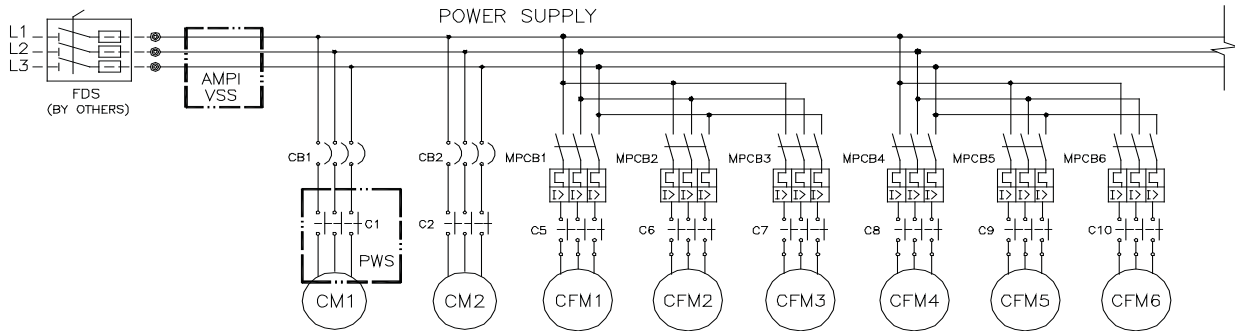 POWER SUPPLY
L1
L2
L3
FDS
(BY OTHERS)
AMPI
VSS
CB1
CB2
MPCB1
MPCB2
MPCB3
MPCB4
MPCB5
MPCB6
I> I> I>
I> I> I>
I> I> I>
I> I> I>
I> I> I>
I> I> I>
C1
C2
C5
C6
C7
C8
C9
C10
PWS
CM1
CM2
CFM1
CFM2
CFM3
CFM4
CFM5
CFM6